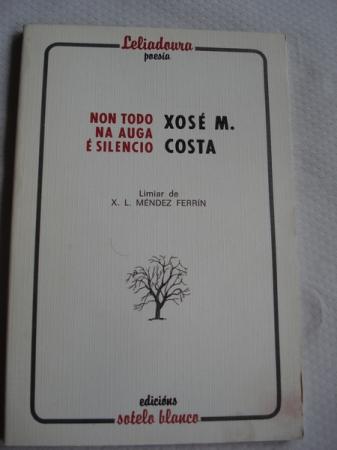 Leliadoura
poesía
NON TODO
NA AUGA
É SILENCIO
XOSÉ M.
COSTA
Limiar de
X. L. MÉNDEZ FERRÍN
edicións
sotelo blanco